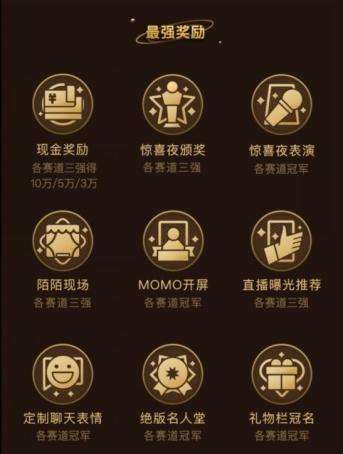 最强奖励
¥
现金奖励
惊喜夜颁奖
惊喜夜表演
各赛道三强得
10万/5万/3万
各赛道三强
各赛道冠军
陌陌现场
MOMO开屏
直播曝光推荐
各赛道三强
各赛道冠军
各赛道三强
定制聊天表情
绝版名人堂
礼物栏冠名
各赛道冠军
各赛道冠军
各赛道冠军